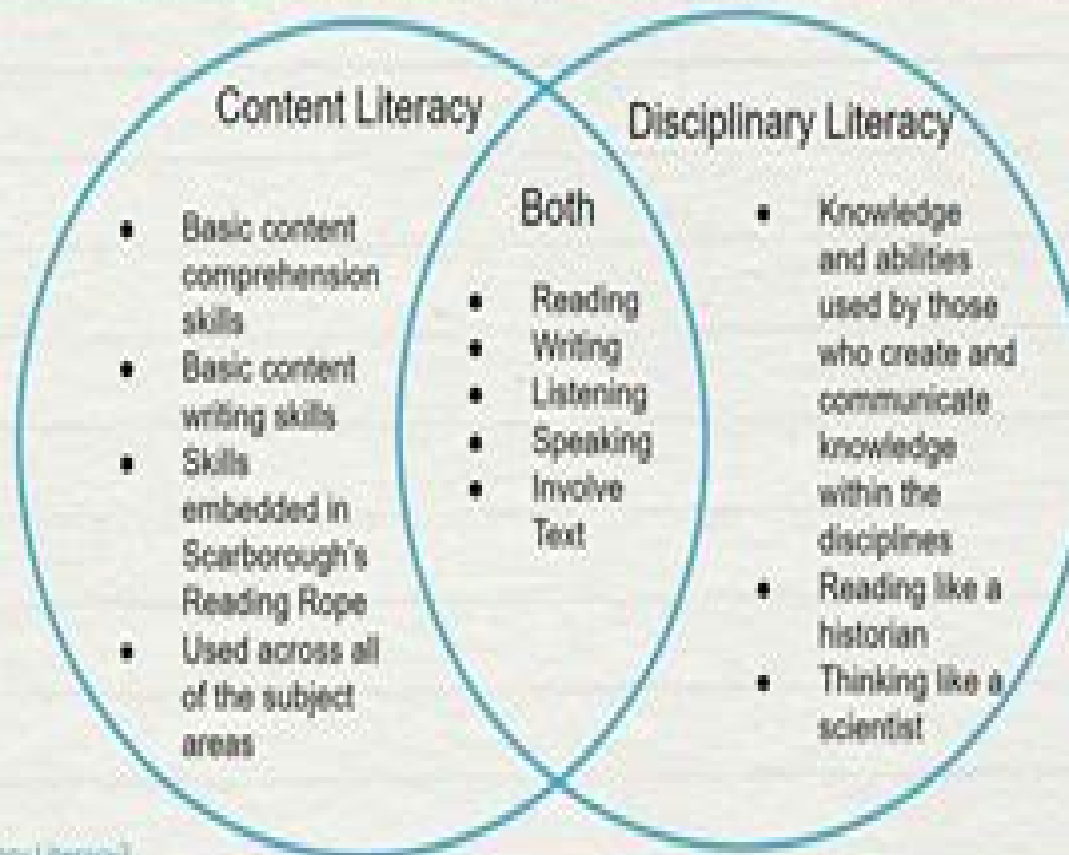 Content Literacy
• Basic content
comprehension
skills
• Basic content
writing skills
• Skills
embedded in
Scarborough's
Reading Rope
• Used across all
of the subject
areas
Both
• Reading
• Writing
• Listening
• Speaking
• Involve
Text
Disciplinary Literacy
• Knowledge
and abilities
used by those
who create and
communicate
knowledge
within the
disciplines
• Reading like a
historian
• Thinking like a
scientist
Literacy?